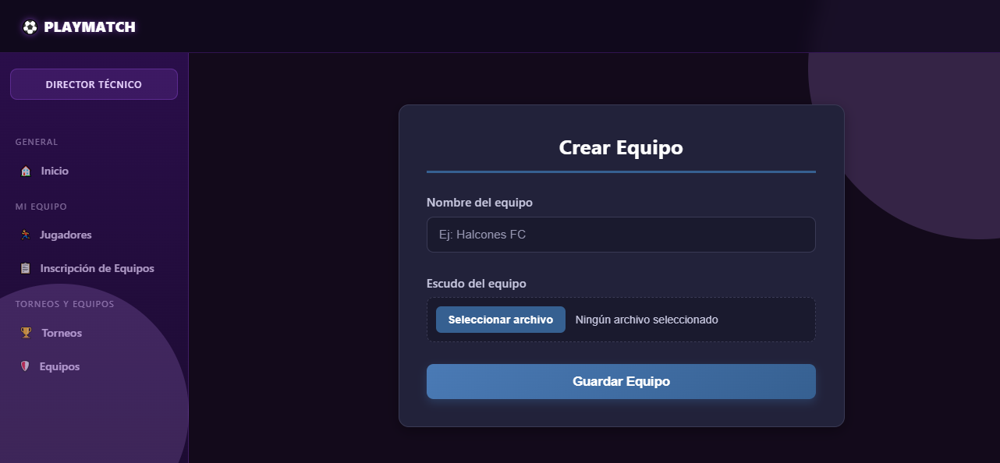 PLAYMATCH
DIRECTOR TÉCNICO
GENERAL
Inicio
MI EQUIPO
Jugadores
Inscripción de Equipos
TORNEOS Y EQUIPOS
Torneos
Equipos
Crear Equipo
Nombre del equipo
Ej: Halcones FC
Escudo del equipo
Seleccionar archivo Ningún archivo seleccionado
Guardar Equipo